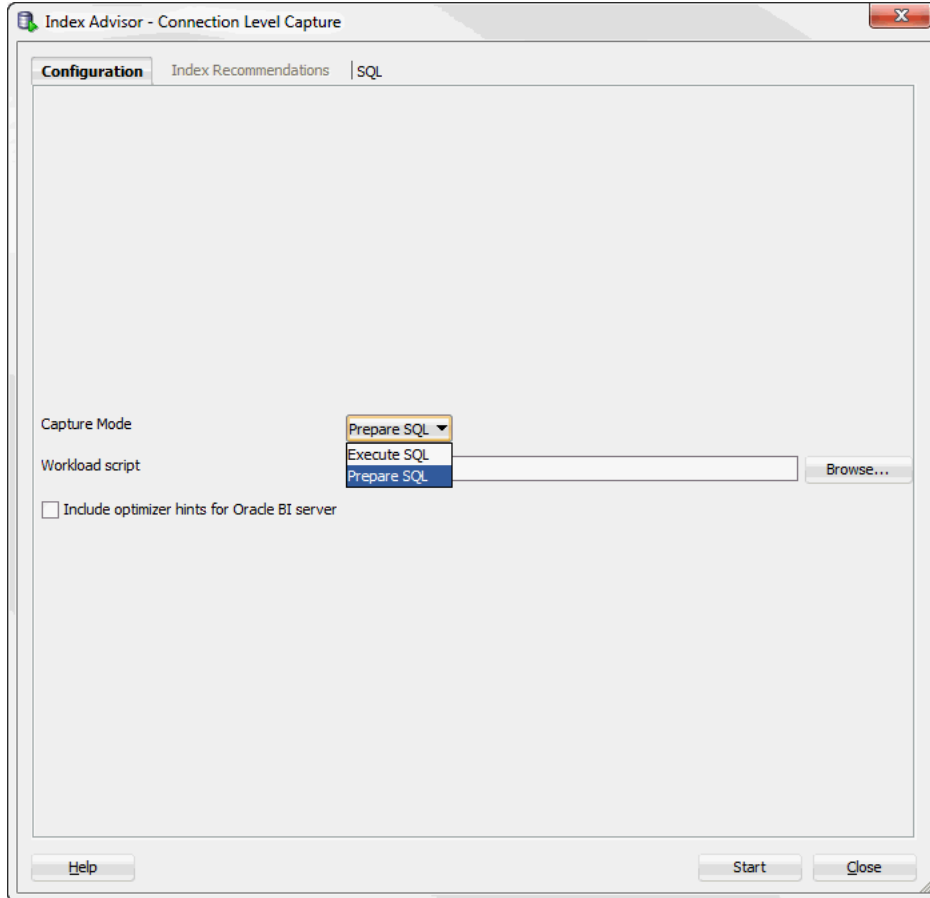 Index Advisor - Connection Level Capture
Configuration Index Recommendations SQL
Capture Mode Prepare SQL
Execute SQL
Workload script Browse...
Prepare SQL
Include optimizer hints for Oracle BI server
Help Start Close